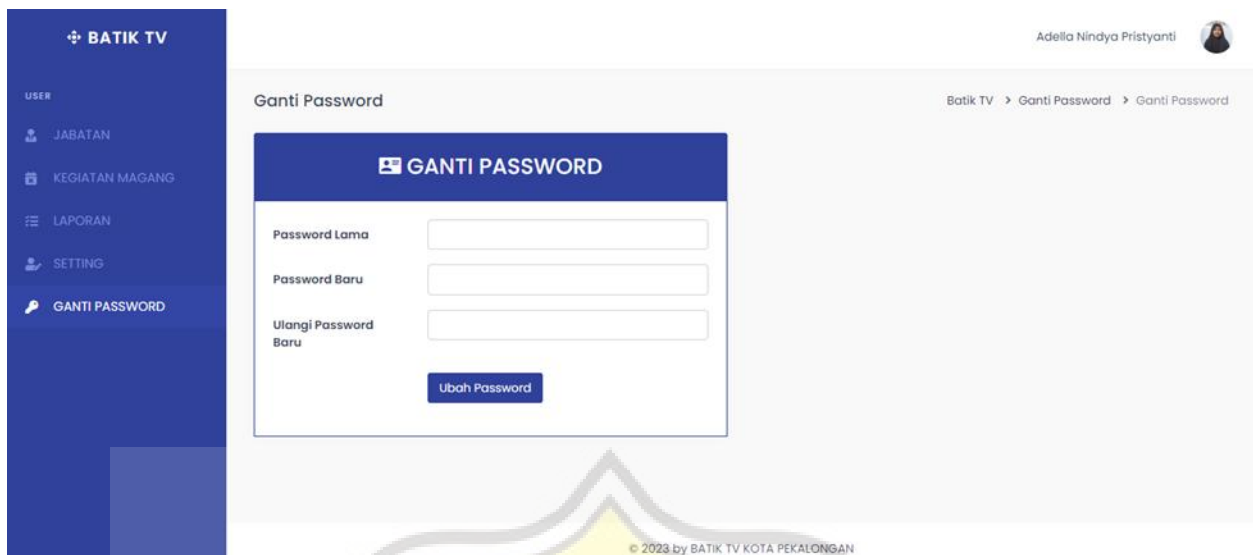 BATIK TV
Adella Nindya Pristyanti
USER
JABATAN
KEGIATAN MAGANG
LAPORAN
SETTING
GANTI PASSWORD
Ganti Password
Batik TV > Ganti Password > Ganti Password
GANTI PASSWORD
Password Lama
Password Baru
Ulangi Password
Baru
Ubah Password
© 2023 by BATIK TV KOTA PEKALONGAN